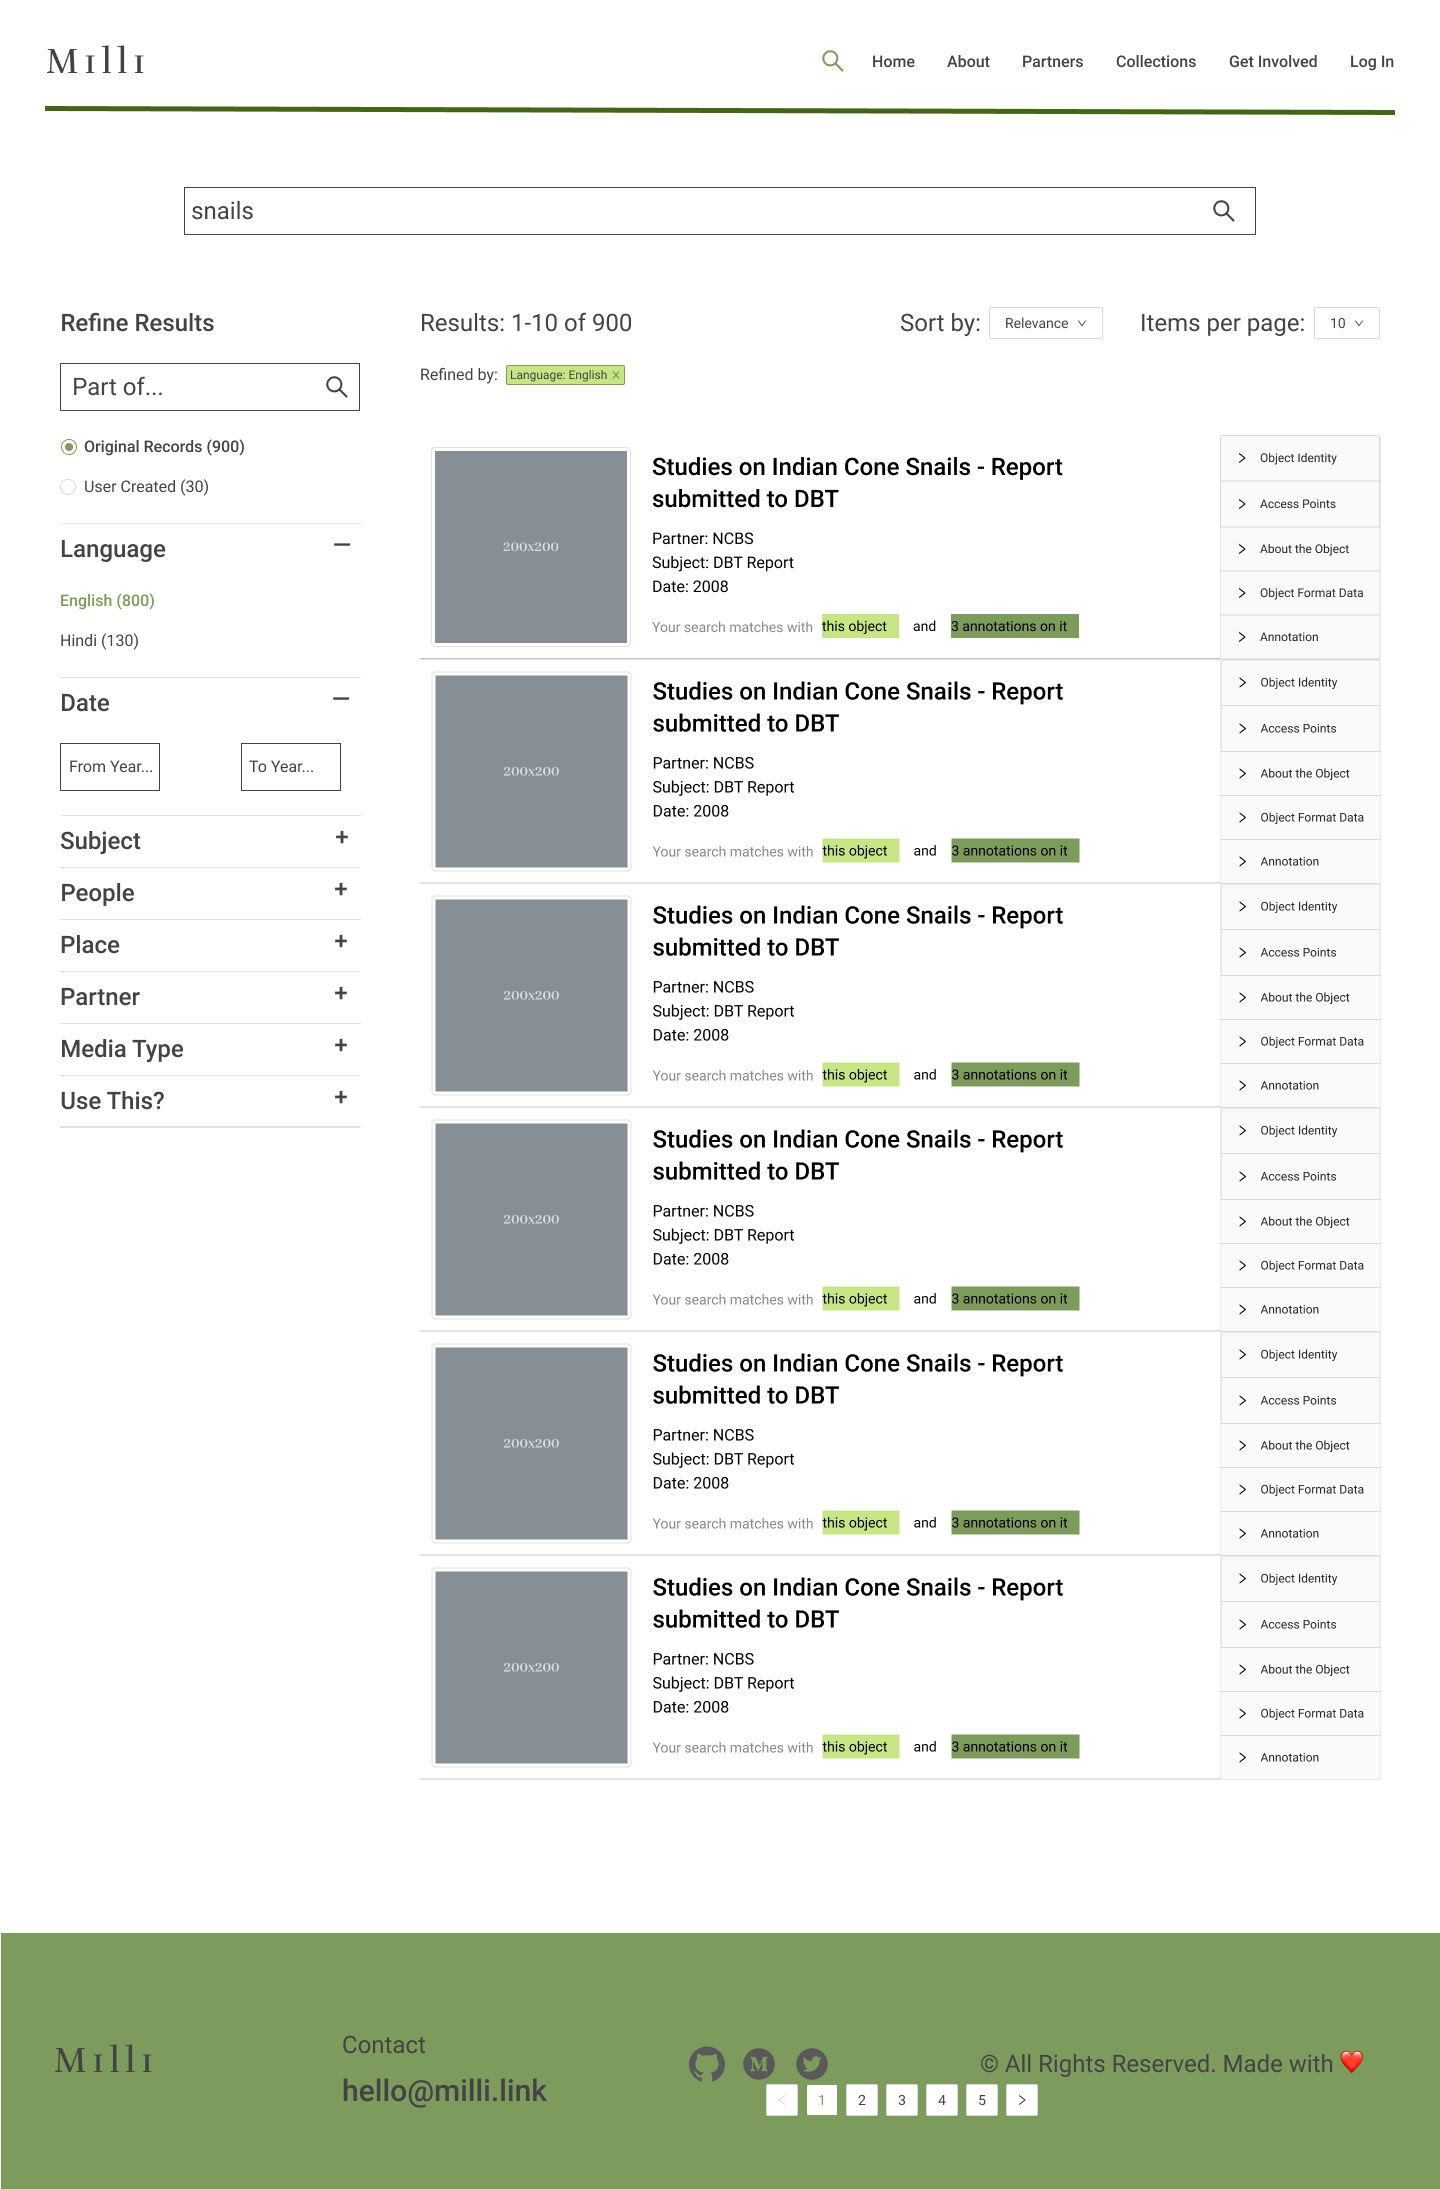 Milli
Home About Partners Collections Get Involved Log In
snails
Refine Results
Part of...
Original Records (900)
User Created (30)
Language
English (800)
Hindi (130)
Date
From Year... To Year...
Subject
People
Place
Partner
Media Type
Use This?
Results: 1-10 of 900
Sort by: Relevance
Items per page: 10
Refined by: Language: English
200x200
Studies on Indian Cone Snails - Report
submitted to DBT
Partner: NCBS
Subject: DBT Report
Date: 2008
Your search matches with this object and 3 annotations on it
Object Identity
Access Points
About the Object
Object Format Data
Annotation
200x200
Studies on Indian Cone Snails - Report
submitted to DBT
Partner: NCBS
Subject: DBT Report
Date: 2008
Your search matches with this object and 3 annotations on it
Object Identity
Access Points
About the Object
Object Format Data
Annotation
200x200
Studies on Indian Cone Snails - Report
submitted to DBT
Partner: NCBS
Subject: DBT Report
Date: 2008
Your search matches with this object and 3 annotations on it
Object Identity
Access Points
About the Object
Object Format Data
Annotation
200x200
Studies on Indian Cone Snails - Report
submitted to DBT
Partner: NCBS
Subject: DBT Report
Date: 2008
Your search matches with this object and 3 annotations on it
Object Identity
Access Points
About the Object
Object Format Data
Annotation
200x200
Studies on Indian Cone Snails - Report
submitted to DBT
Partner: NCBS
Subject: DBT Report
Date: 2008
Your search matches with this object and 3 annotations on it
Object Identity
Access Points
About the Object
Object Format Data
Annotation
200x200
Studies on Indian Cone Snails - Report
submitted to DBT
Partner: NCBS
Subject: DBT Report
Date: 2008
Your search matches with this object and 3 annotations on it
Object Identity
Access Points
About the Object
Object Format Data
Annotation
Milli
Contact
hello@milli.link
M
© All Rights Reserved. Made with ❤️
1 2 3 4 5